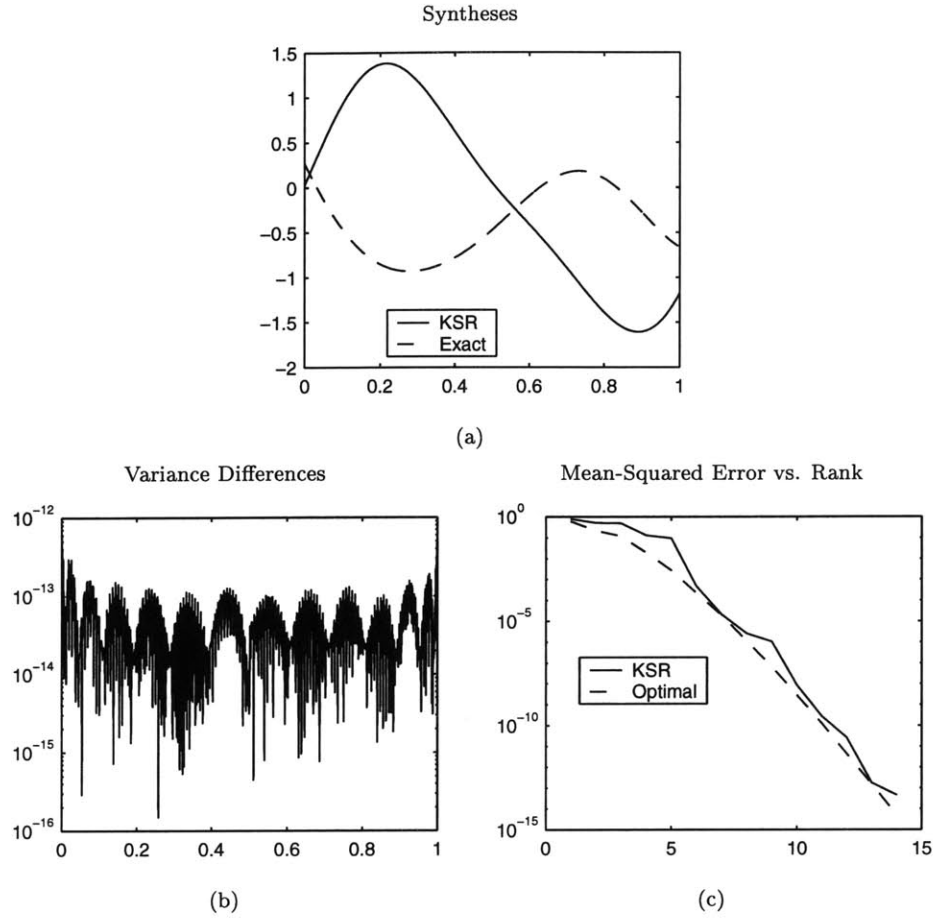 Syntheses
1.5
1
0.5
0
−0.5
−1
−1.5
−2
KSR
Exact
0 0.2 0.4 0.6 0.8 1
(a)
Variance Differences
10^−12
10^−13
10^−14
10^−15
10^−16
0 0.2 0.4 0.6 0.8 1
(b)
Mean-Squared Error vs. Rank
10^0
10^−5
10^−10
10^−15
KSR
Optimal
0 5 10 15
(c)